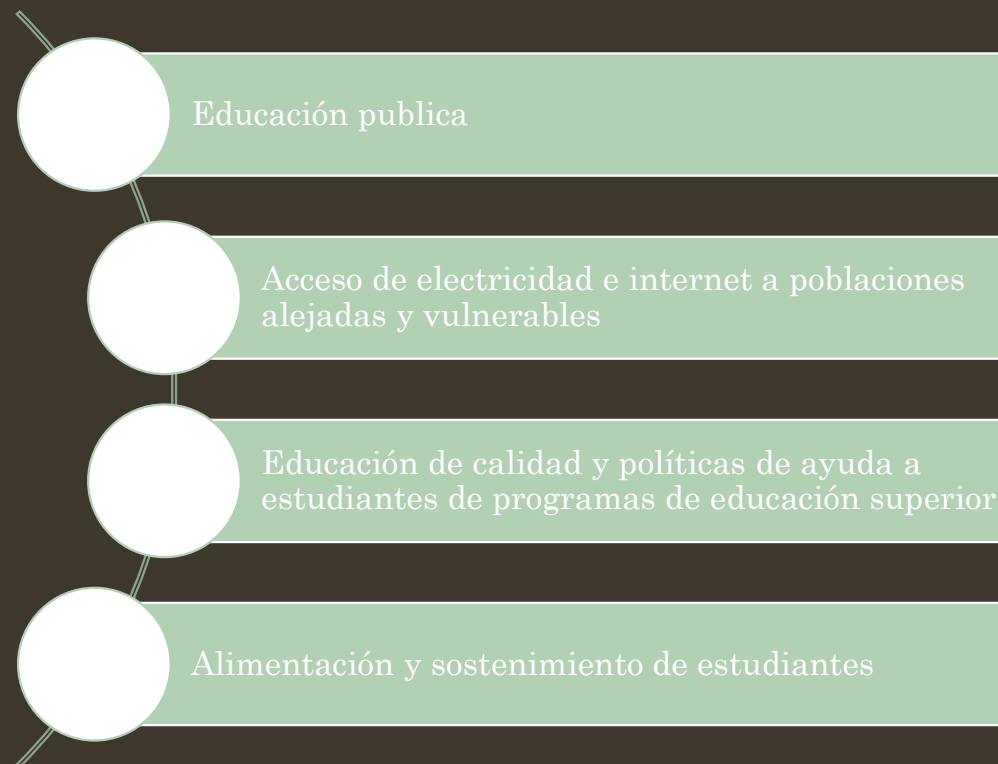 Educación publica
Acceso de electricidad e internet a poblaciones
alejadas y vulnerables
Educación de calidad y políticas de ayuda a
estudiantes de programas de educación superior
Alimentación y sostenimiento de estudiantes